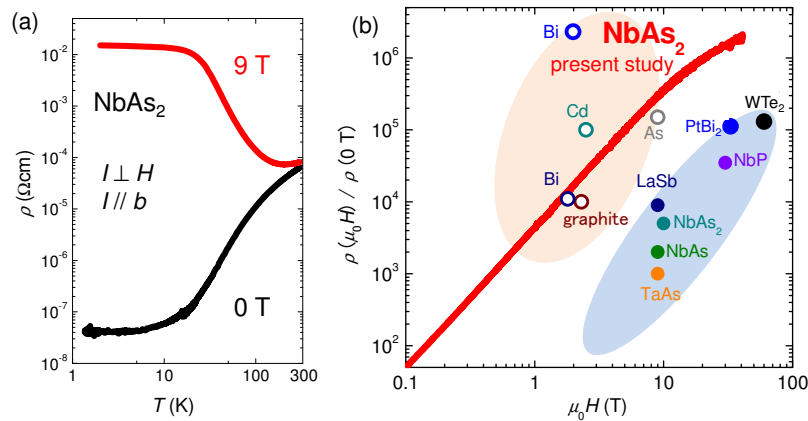 (a)
10⁻²
10⁻³
10⁻⁴
10⁻⁵
10⁻⁶
10⁻⁷
10⁻⁸
ρ (Ωcm)
9 T
NbAs₂
I ⊥ H
I // b
0 T
1
10
100
300
T (K)
(b)
10⁶
10⁵
10⁴
10³
10²
ρ (μ₀H) / ρ (0 T)
NbAs₂
present study
Bi
Cd
As
WTe₂
PtBi₂
NbP
Bi
LaSb
graphite
NbAs₂
NbAs
TaAs
0.1
1
10
100
μ₀H (T)